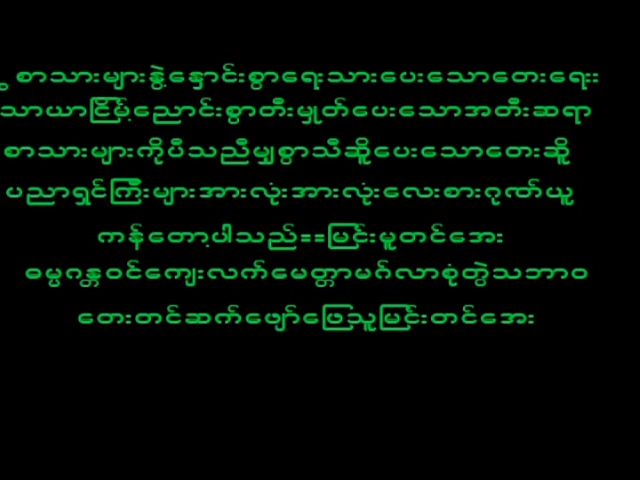 စာသားများနွဲ့နှောင်းစွာရေးသားပေးသောတေးရေး
သာယာငြိမ့်ညောင်းစွာတီးမှုတ်ပေးသောအတီးဆရာ
စာသားများကိုပီသညီမျှစွာသီဆိူပေးသောတေးဆိူ
ပညာရှင်ကြီးများအားလုံးအားလုံးလေးစားဂုဏ်ယူ
ကန်တော့ပါသည်==မြင်းမူတင်အေး
ဓမ္မဂန္တဝင်ကျေးလက်မေတ္တာမဂ်လာစုံတွဲသဘာဝ
တေးတင်ဆက်ဖျော်ဖြေသူမြင်းတင်အေး